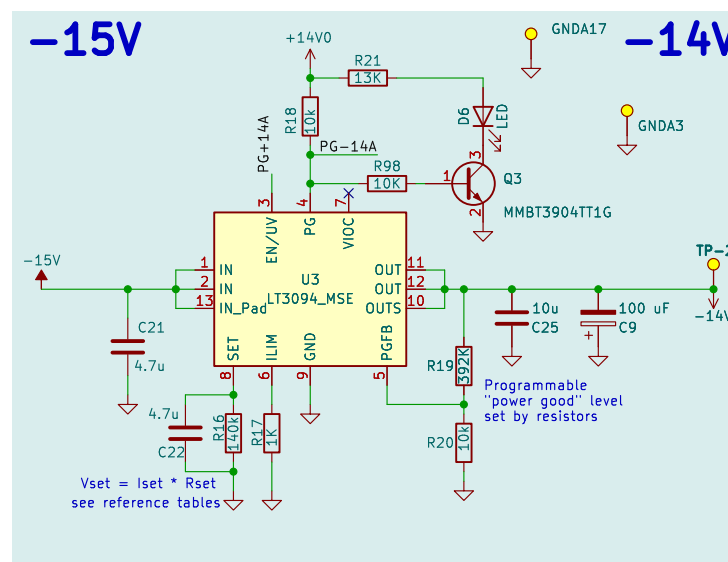 -15V
-14V
+14V0
GNDA17
R21
13K
R18
10k
D6
LED
GNDA3
PG+14A
PG-14A
R98
10K
3
1
2
Q3
MMBT3904TT1G
3
4
7
EN/UV
PG
VIOC
-15V
TP-
1
IN
2
IN
13
IN_Pad
U3
LT3094_MSE
OUT
11
OUT
12
OUTS
10
-14V
C21
4.7u
10u
C25
100 uF
C9
+
SET
ILIM
GND
PGFB
8
6
9
5
R19
392K
Programmable
"power good" level
set by resistors
4.7u
C22
R16
140k
R17
1K
R20
10k
Vset = Iset * Rset
see reference tables